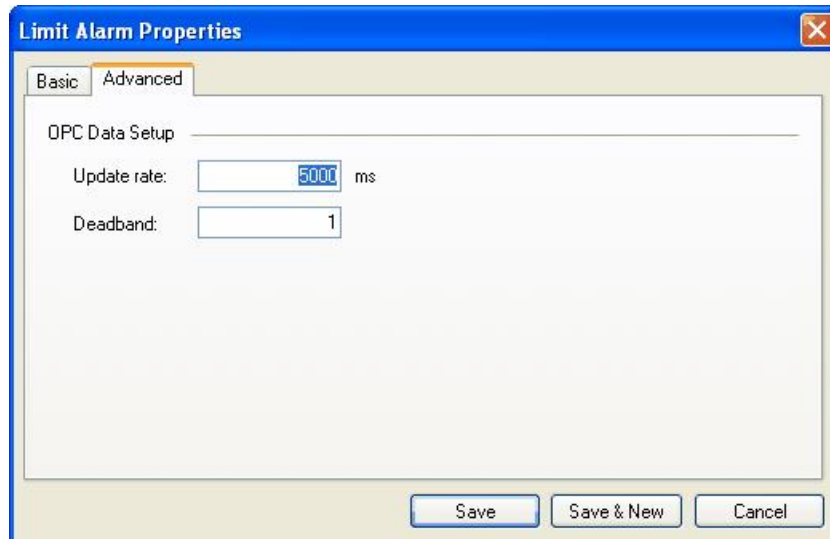 Limit Alarm Properties
Basic Advanced
OPC Data Setup
Update rate: 5000 ms
Deadband: 1
Save Save & New Cancel